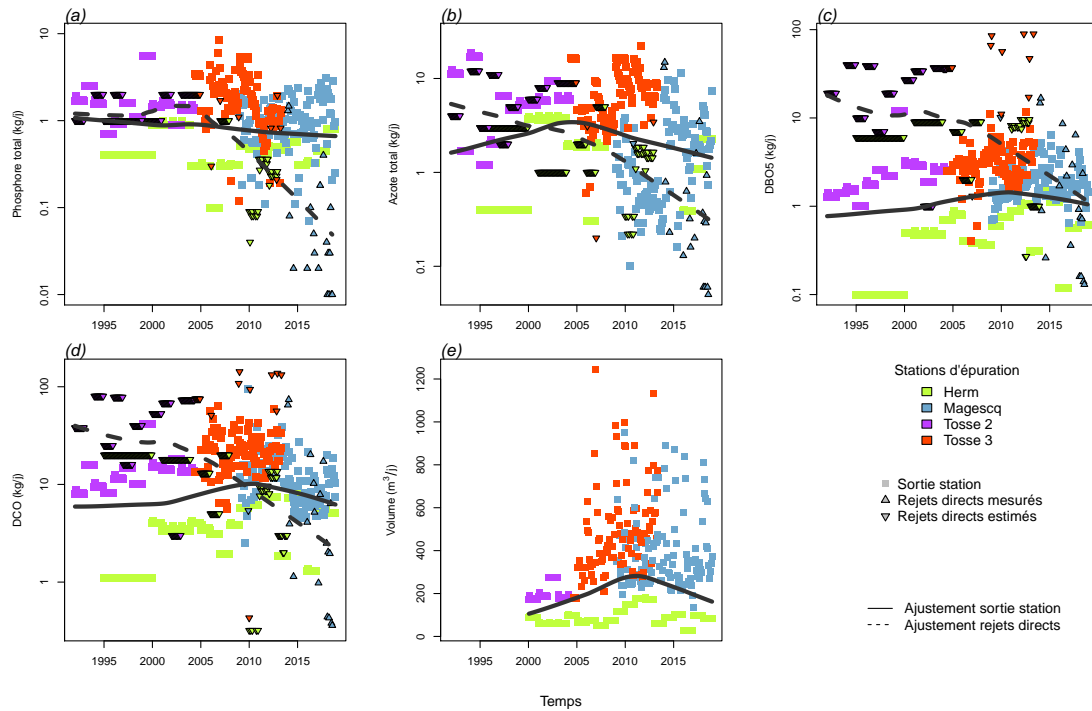 (a)
Phosphore total (kg/j)
10
1
0.1
0.01
1995 2000 2005 2010 2015
(b)
Azote total (kg/j)
10
1
0.1
1995 2000 2005 2010 2015
(c)
DBO5 (kg/j)
100
10
1
0.1
1995 2000 2005 2010 2015
(d)
DCO (kg/j)
100
10
1
1995 2000 2005 2010 2015
(e)
Volume (m³/j)
1200
1000
800
600
400
200
0
1995 2000 2005 2010 2015
Stations d'épuration
Herm
Magescq
Tosse 2
Tosse 3
Sortie station
Rejets directs mesurés
Rejets directs estimés
Ajustement sortie station
Ajustement rejets directs
Temps